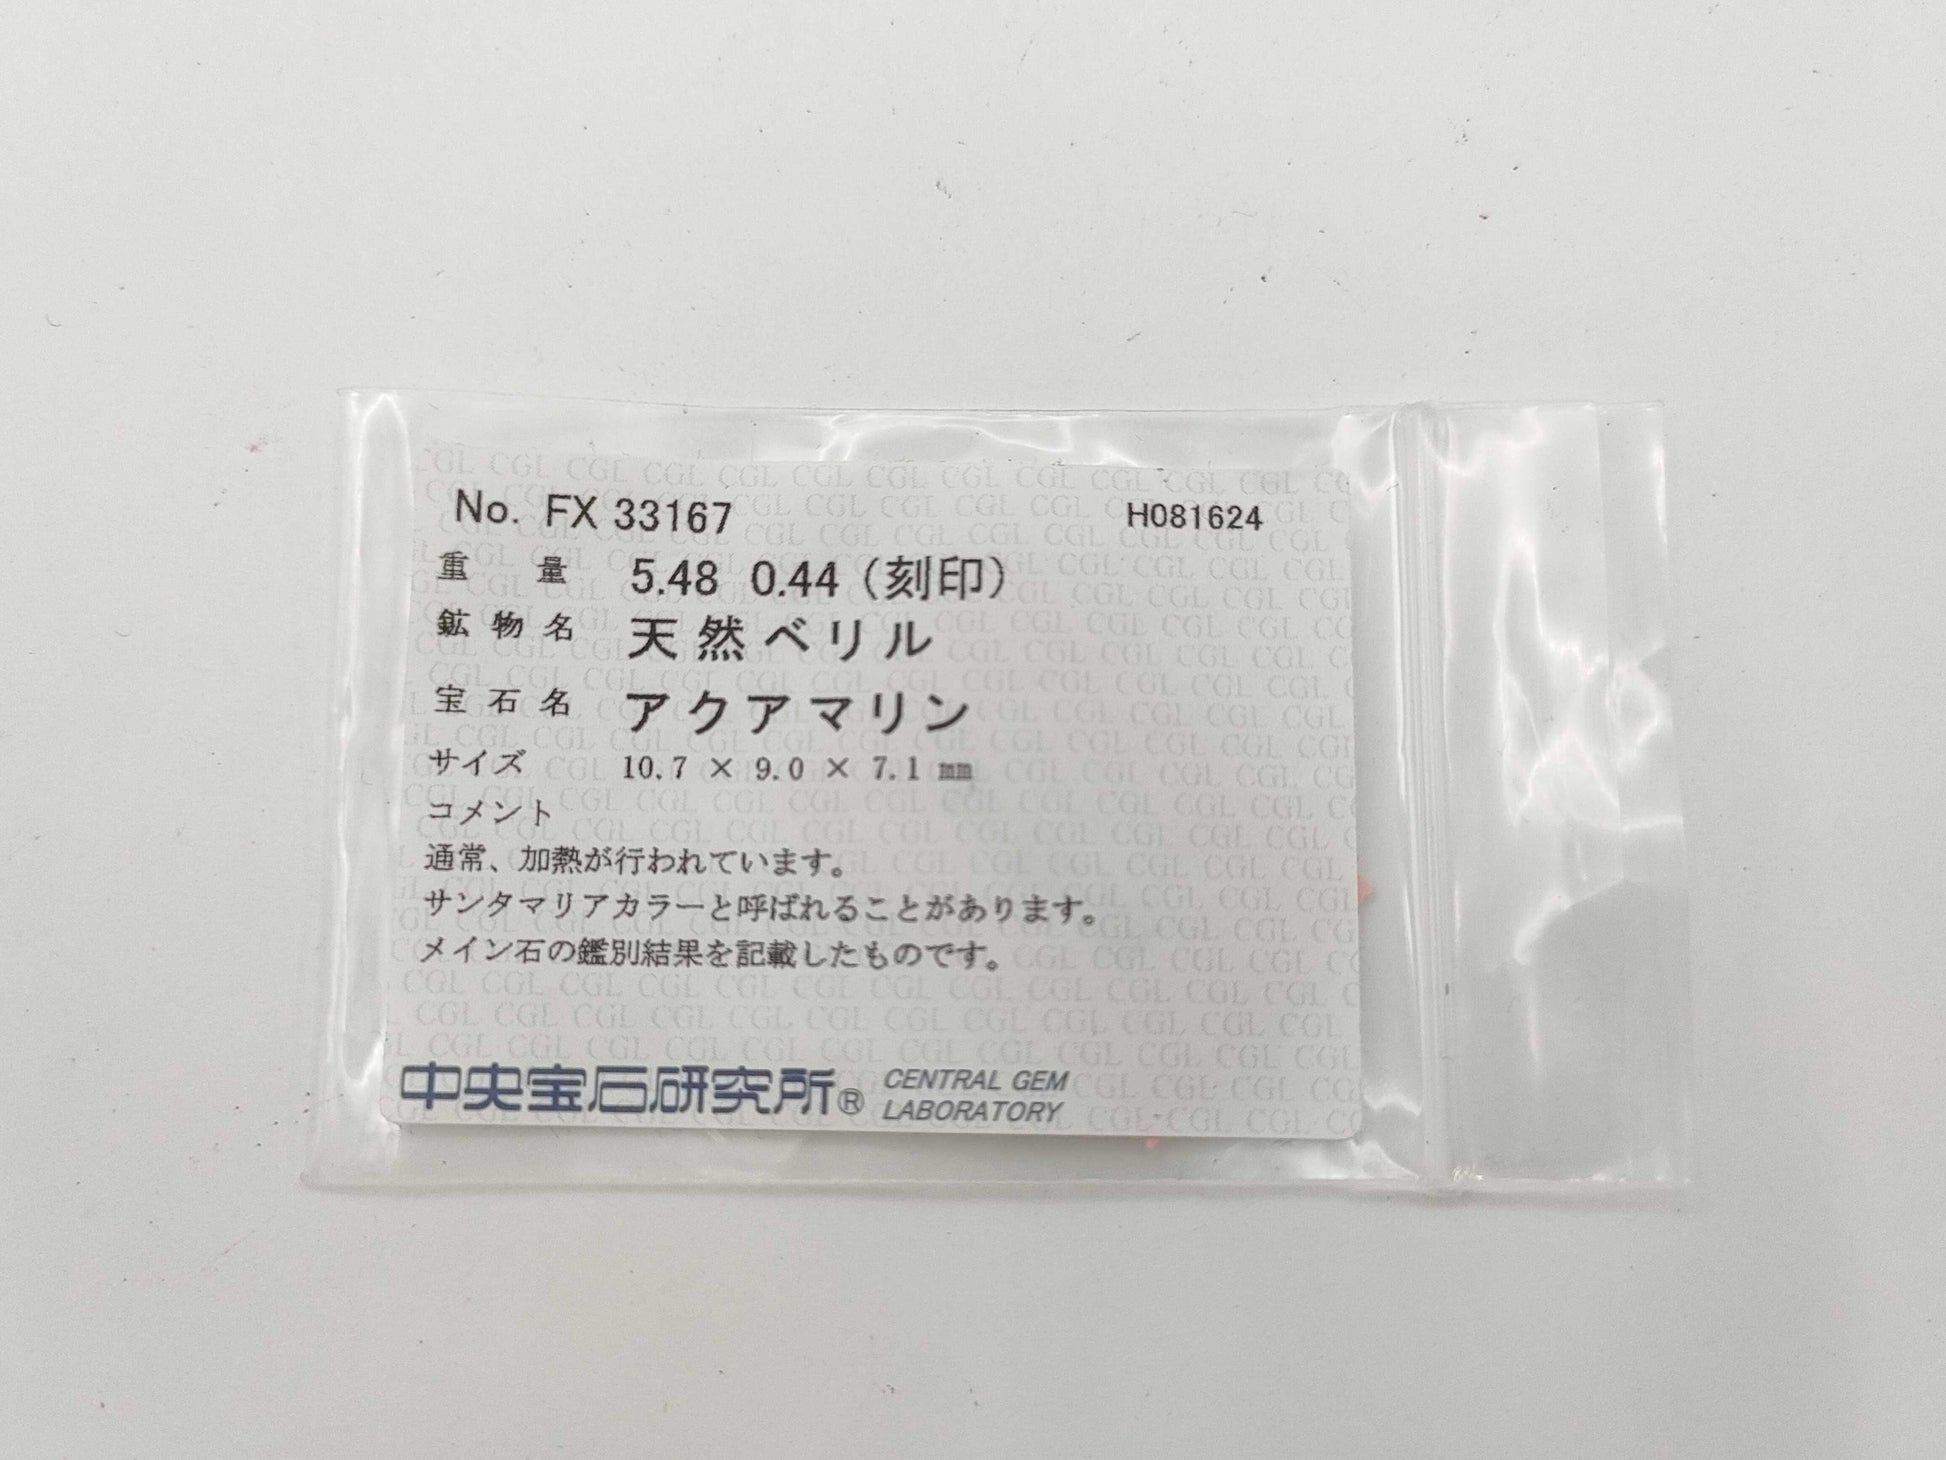 No. FX 33167 H081624
重量 5.48 0.44 (刻印)
鉱物名 天然ベリル
宝石名 アクアマリン
サイズ 10.7 × 9.0 × 7.1 mm
コメント
通常、加熱が行われています。
サンタマリアカラーと呼ばれることがあります。
メイン石の鑑別結果を記載したものです。
中央宝石研究所® CENTRAL GEM
LABORATORY